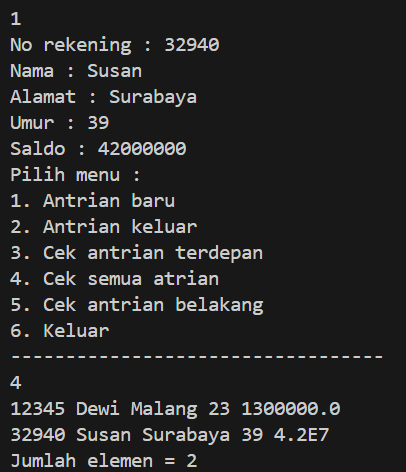 1
No rekening : 32940
Nama : Susan
Alamat : Surabaya
Umur : 39
Saldo : 42000000
Pilih menu :
1. Antrian baru
2. Antrian keluar
3. Cek antrian terdepan
4. Cek semua atrian
5. Cek antrian belakang
6. Keluar
----------------------------------
4
12345 Dewi Malang 23 1300000.0
32940 Susan Surabaya 39 4.2E7
Jumlah elemen = 2